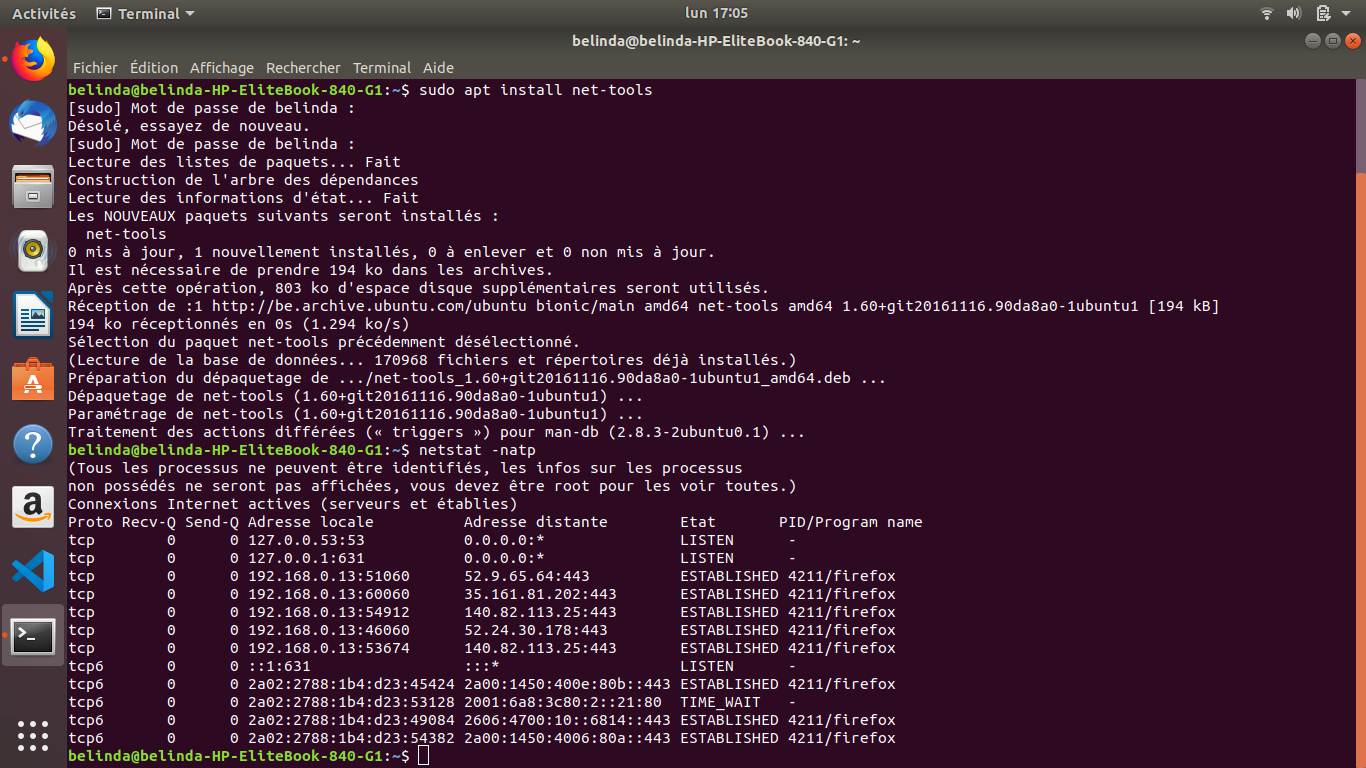 Activités Terminal lun 17:05
belinda@belinda-HP-EliteBook-840-G1: ~
Fichier Édition Affichage Rechercher Terminal Aide
belinda@belinda-HP-EliteBook-840-G1:~$ sudo apt install net-tools
[sudo] Mot de passe de belinda :
Désolé, essayez de nouveau.
[sudo] Mot de passe de belinda :
Lecture des listes de paquets... Fait
Construction de l'arbre des dépendances
Lecture des informations d'état... Fait
Les NOUVEAUX paquets suivants seront installés :
  net-tools
0 mis à jour, 1 nouvellement installés, 0 à enlever et 0 non mis à jour.
Il est nécessaire de prendre 194 ko dans les archives.
Après cette opération, 803 ko d'espace disque supplémentaires seront utilisés.
Réception de :1 http://be.archive.ubuntu.com/ubuntu bionic/main amd64 net-tools amd64 1.60+git20161116.90da8a0-1ubuntu1 [194 kB]
194 ko réceptionnés en 0s (1.294 ko/s)
Sélection du paquet net-tools précédemment désélectionné.
(Lecture de la base de données... 170968 fichiers et répertoires déjà installés.)
Préparation du dépaquetage de .../net-tools_1.60+git20161116.90da8a0-1ubuntu1_amd64.deb ...
Dépaquetage de net-tools (1.60+git20161116.90da8a0-1ubuntu1) ...
Paramétrage de net-tools (1.60+git20161116.90da8a0-1ubuntu1) ...
Traitement des actions différées (« triggers ») pour man-db (2.8.3-2ubuntu0.1) ...
belinda@belinda-HP-EliteBook-840-G1:~$ netstat -natp
(Tous les processus ne peuvent être identifiés, les infos sur les processus
non possédés ne seront pas affichées, vous devez être root pour les voir toutes.)
Connexions Internet actives (serveurs et établies)
Proto Recv-Q Send-Q Adresse locale          Adresse distante        Etat       PID/Program name
tcp        0      0 127.0.0.53:53           0.0.0.0:*               LISTEN      -
tcp        0      0 127.0.0.1:631           0.0.0.0:*               LISTEN      -
tcp        0      0 192.168.0.13:51060      52.9.65.64:443          ESTABLISHED 4211/firefox
tcp        0      0 192.168.0.13:60060      35.161.81.202:443       ESTABLISHED 4211/firefox
tcp        0      0 192.168.0.13:54912      140.82.113.25:443       ESTABLISHED 4211/firefox
tcp        0      0 192.168.0.13:46060      52.24.30.178:443        ESTABLISHED 4211/firefox
tcp        0      0 192.168.0.13:53674      140.82.113.25:443       ESTABLISHED 4211/firefox
tcp6       0      0 ::1:631                 :::*                    LISTEN      -
tcp6       0      0 2a02:2788:1b4:d23:45424 2a00:1450:400e:80b::443 ESTABLISHED 4211/firefox
tcp6       0      0 2a02:2788:1b4:d23:53128 2001:6a8:3c80:2::21:80  TIME_WAIT   -
tcp6       0      0 2a02:2788:1b4:d23:49084 2606:4700:10::6814::443 ESTABLISHED 4211/firefox
tcp6       0      0 2a02:2788:1b4:d23:54382 2a00:1450:4006:80a::443 ESTABLISHED 4211/firefox
belinda@belinda-HP-EliteBook-840-G1:~$